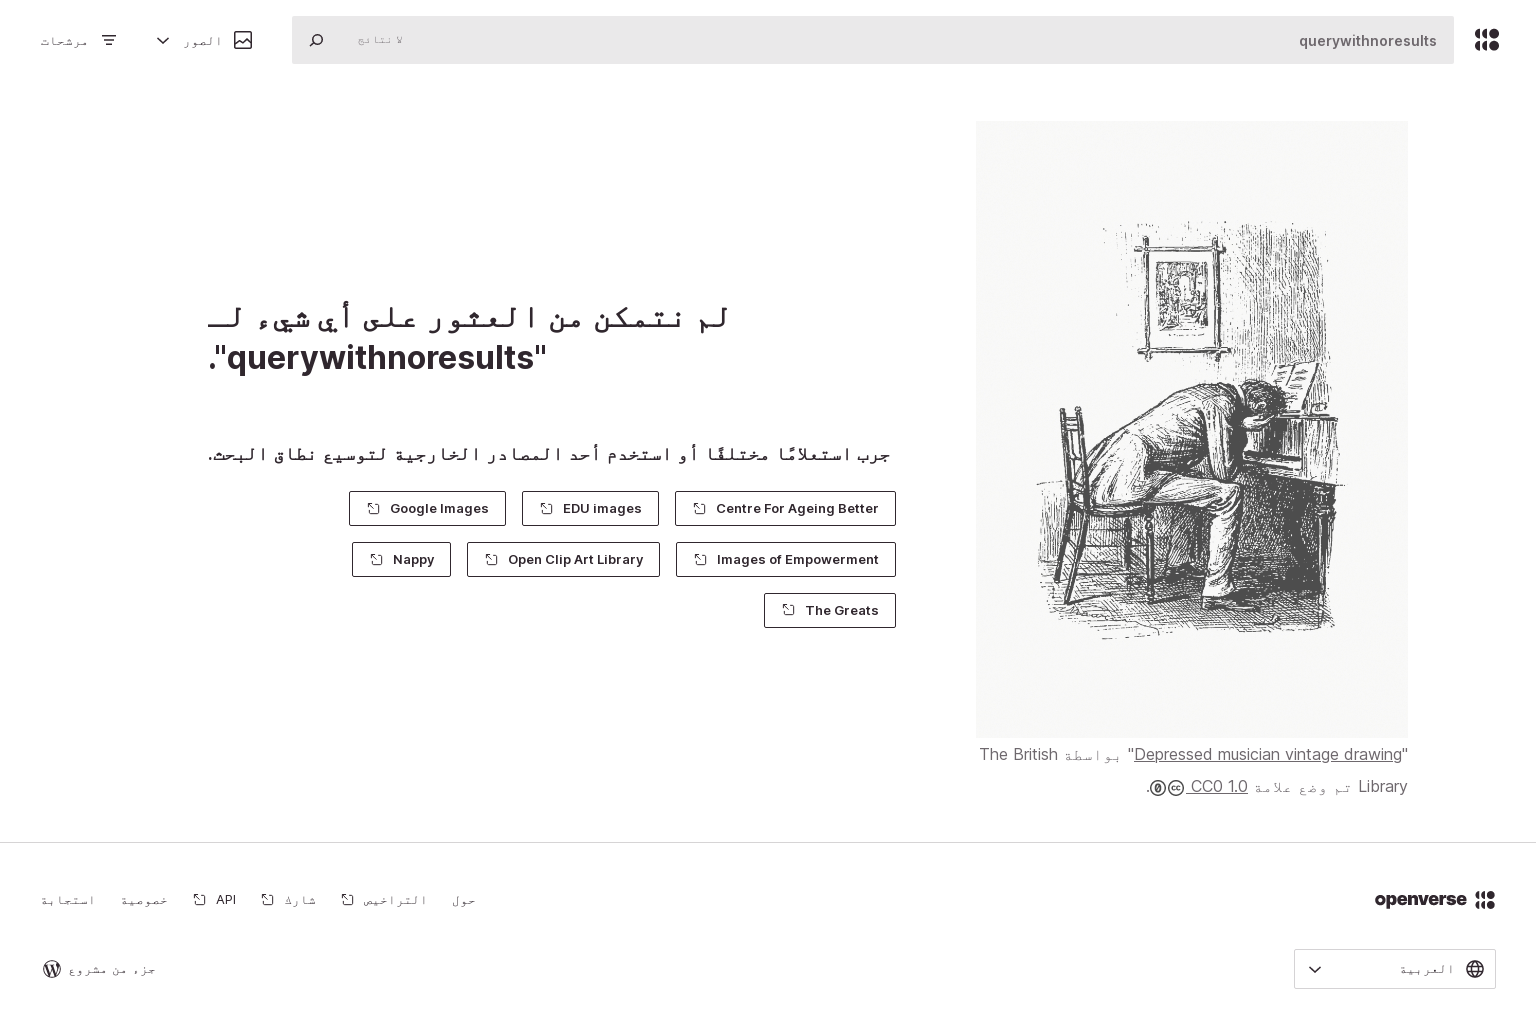 querywithnoresults
لا نتائج
الصور
مرشحات
لم نتمكن من العثور على أي شيء لـ
"querywithnoresults".
جرب استعلامًا مختلفًا أو استخدم أحد المصادر الخارجية لتوسيع نطاق البحث.
Centre For Ageing Better
EDU images
Google Images
Images of Empowerment
Open Clip Art Library
Nappy
The Greats
"Depressed musician vintage drawing" بواسطة The British
Library تم وضع علامة CC0 1.0.
openverse
حول
التراخيص
شارك
API
خصوصية
استجابة
العربية
جزء من مشروع